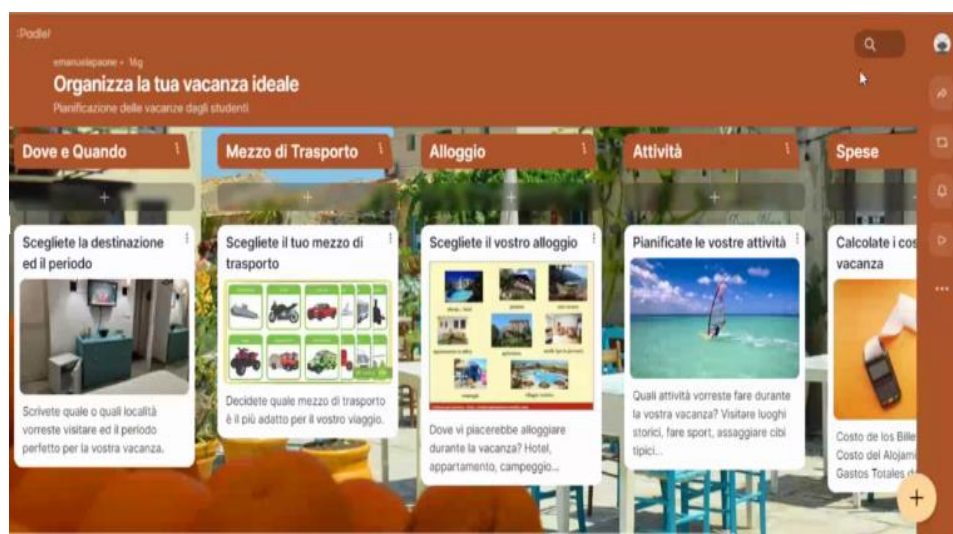 :Padlet
emanuelapaone • 16g
Organizza la tua vacanza ideale
Pianificazione delle vacanze dagli studenti
Dove e Quando
Mezzo di Trasporto
Alloggio
Attività
Spese
Scegliete la destinazione
ed il periodo
Scrivete quale o quali località
vorreste visitare ed il periodo
perfetto per la vostra vacanza.
Scegliete il tuo mezzo di
trasporto
Decidete quale mezzo di trasporto
è il più adatto per il vostro viaggio.
Scegliete il vostro alloggio
Dove vi piacerebbe alloggiare
durante la vacanza? Hotel,
appartamento, campeggio...
Pianificate le vostre attività
Quali attività vorreste fare durante
la vostra vacanza? Visitare luoghi
storici, fare sport, assaggiare cibi
tipici...
Calcolate i cos
vacanza
Costo de los Bille
Costo del Alojami
Gastos Totales d